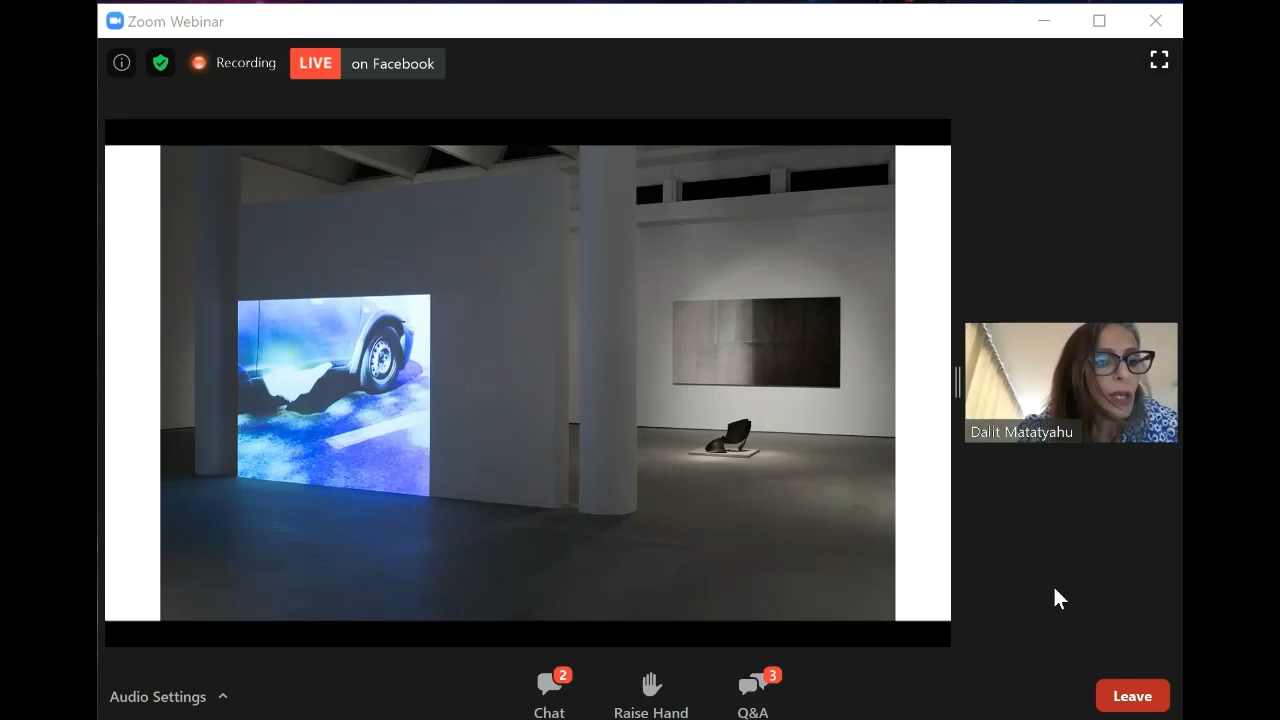 Zoom Webinar
Recording
LIVE on Facebook
Dalit Matatyahu
Audio Settings
2
Chat
Raise Hand
3
Q&A
Leave